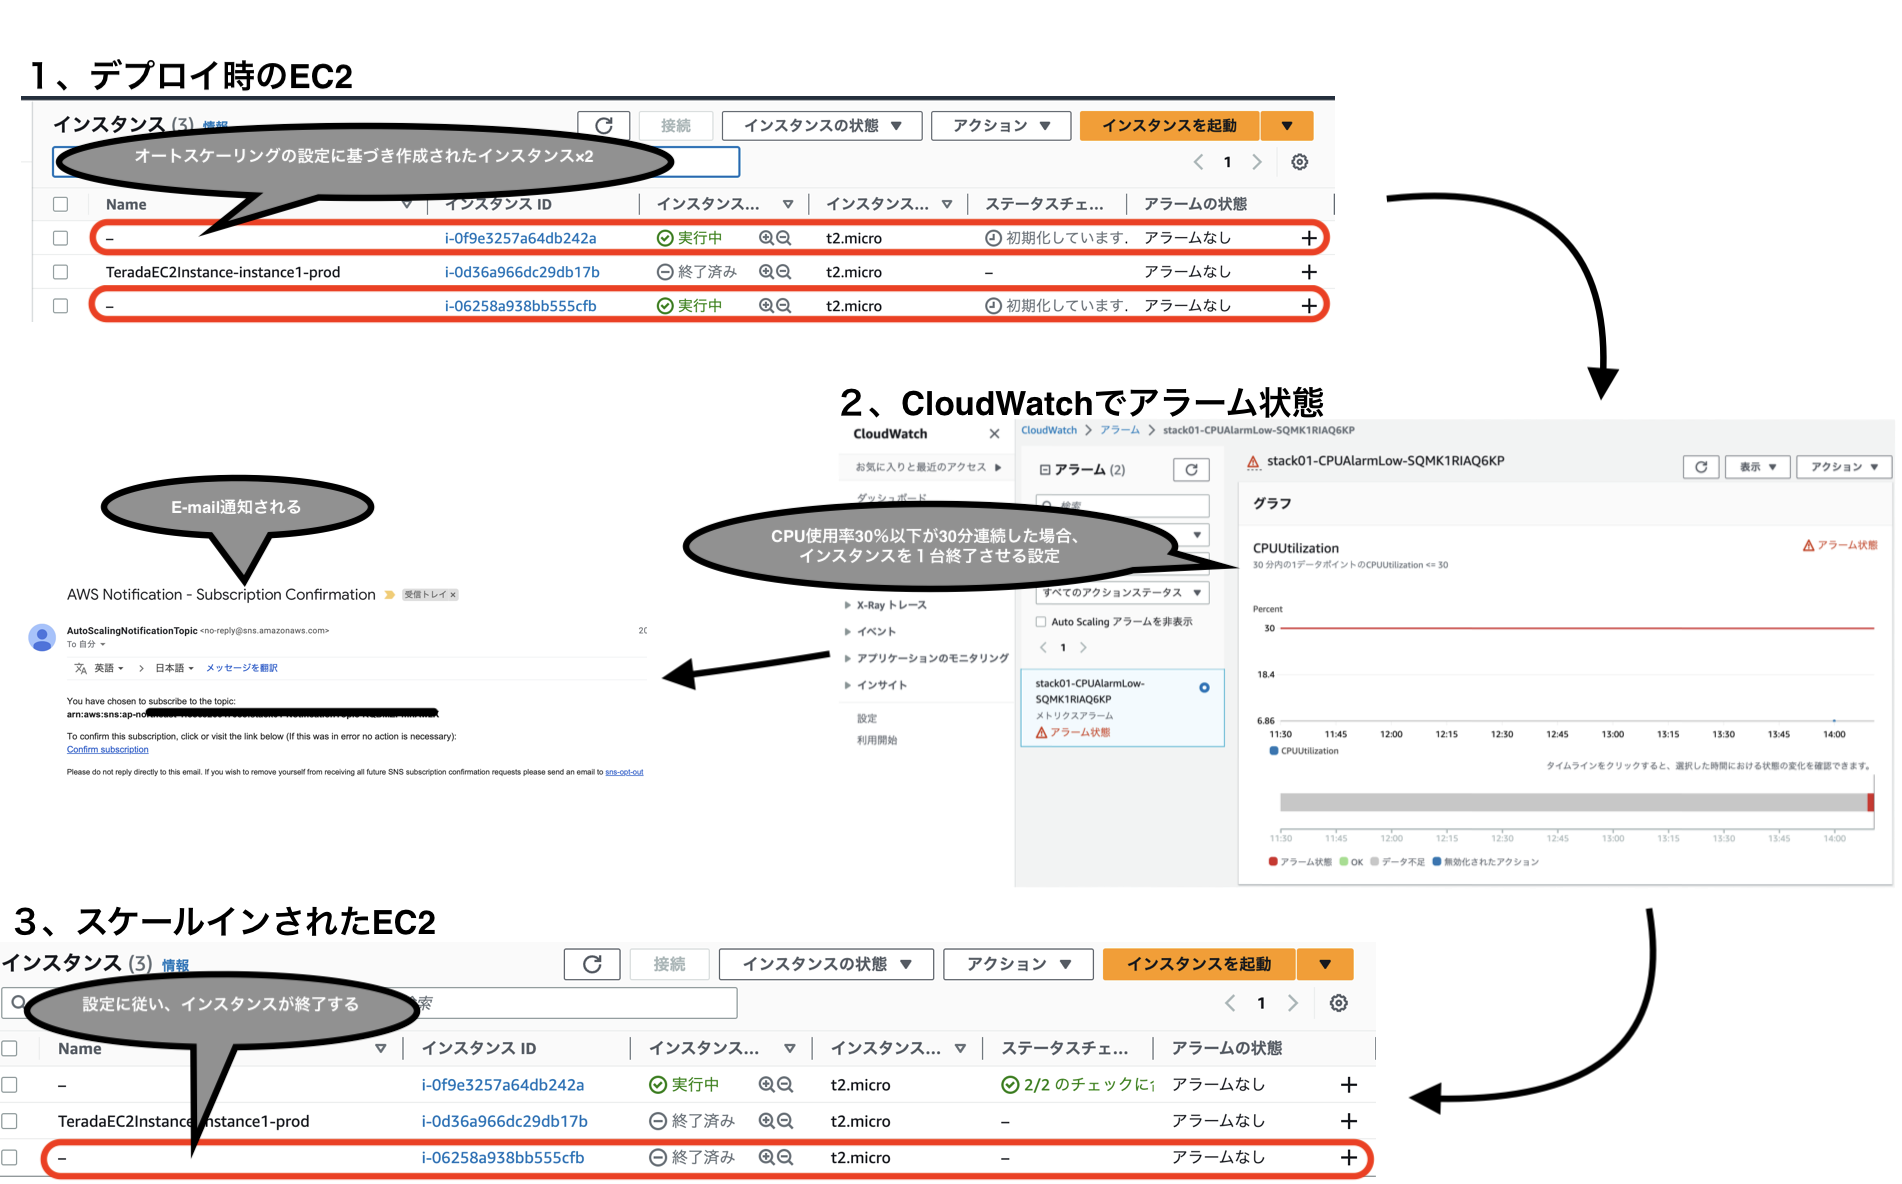 １、デプロイ時のEC2
インスタンス (3) 情報
接続
インスタンスの状態 ▼
アクション ▼
インスタンスを起動 ▼
オートスケーリングの設定に基づき作成されたインスタンス×2
1
Name
インスタンス ID
インスタンス...
インスタンス...
ステータスチェ...
アラームの状態
– i-0f9e3257a64db242a 実行中 t2.micro 初期化しています. アラームなし +
TeradaEC2Instance-instance1-prod i-0d36a966dc29db17b 終了済み t2.micro – アラームなし +
– i-06258a938bb555cfb 実行中 t2.micro 初期化しています. アラームなし +
２、CloudWatchでアラーム状態
CloudWatch ×
お気に入りと最近のアクセス ▶
ダッシュボード
CPU使用率30%以下が30分連続した場合、
インスタンスを１台終了させる設定
X-Ray トレース
イベント
アプリケーションのモニタリング
インサイト
設定
利用開始
CloudWatch > アラーム > stack01-CPUAlarmLow-SQMK1RIAQ6KP
アラーム (2)
検索
すべてのアクションステータス ▼
Auto Scaling アラームを非表示
1
stack01-CPUAlarmLow-
SQMK1RIAQ6KP
メトリクスアラーム
アラーム状態
stack01-CPUAlarmLow-SQMK1RIAQ6KP
表示 ▼
アクション ▼
グラフ
CPUUtilization
アラーム状態
30 分内の1データポイントのCPUUtilization <= 30
Percent
30
18.4
6.86
11:30 11:45 12:00 12:15 12:30 12:45 13:00 13:15 13:30 13:45 14:00
CPUUtilization
タイムラインをクリックすると、選択した時間における状態の変化を確認できます。
11:30 11:45 12:00 12:15 12:30 12:45 13:00 13:15 13:30 13:45 14:00
アラーム状態 OK データ不足 無効化されたアクション
E-mail通知される
AWS Notification - Subscription Confirmation 受信トレイ ×
AutoScalingNotificationTopic <no-reply@sns.amazonaws.com>
To 自分
英語 > 日本語 メッセージを翻訳
You have chosen to subscribe to the topic:
arn:aws:sns:ap-no
To confirm this subscription, click or visit the link below (If this was in error no action is necessary):
Confirm subscription
Please do not reply directly to this email. If you wish to remove yourself from receiving all future SNS subscription confirmation requests please send an email to sns-opt-out
３、スケールインされたEC2
インスタンス (3) 情報
接続
インスタンスの状態 ▼
アクション ▼
インスタンスを起動 ▼
設定に従い、インスタンスが終了する
索
1
Name
インスタンス ID
インスタンス...
インスタンス...
ステータスチェ...
アラームの状態
– i-0f9e3257a64db242a 実行中 t2.micro 2/2 のチェックに アラームなし +
TeradaEC2Instance-instance1-prod i-0d36a966dc29db17b 終了済み t2.micro – アラームなし +
– i-06258a938bb555cfb 終了済み t2.micro – アラームなし +